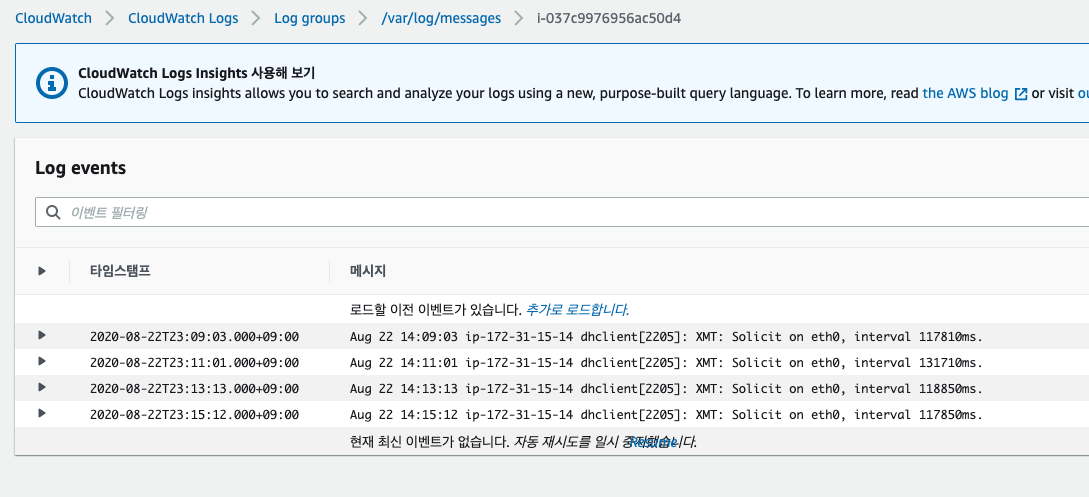 CloudWatch CloudWatch Logs Log groups /var/log/messages i-037c9976956ac50d4
CloudWatch Logs Insights 사용해 보기
CloudWatch Logs insights allows you to search and analyze your logs using a new, purpose-built query language. To learn more, read the AWS blog or visit ou
Log events
이벤트 필터링
타임스탬프 메시지
로드할 이전 이벤트가 있습니다. 추가로 로드합니다.
2020-08-22T23:09:03.000+09:00 Aug 22 14:09:03 ip-172-31-15-14 dhclient[2205]: XMT: Solicit on eth0, interval 117810ms.
2020-08-22T23:11:01.000+09:00 Aug 22 14:11:01 ip-172-31-15-14 dhclient[2205]: XMT: Solicit on eth0, interval 131710ms.
2020-08-22T23:13:13.000+09:00 Aug 22 14:13:13 ip-172-31-15-14 dhclient[2205]: XMT: Solicit on eth0, interval 118850ms.
2020-08-22T23:15:12.000+09:00 Aug 22 14:15:12 ip-172-31-15-14 dhclient[2205]: XMT: Solicit on eth0, interval 117850ms.
현재 최신 이벤트가 없습니다. 자동 재시도를 일시 중지했습니다. Resume